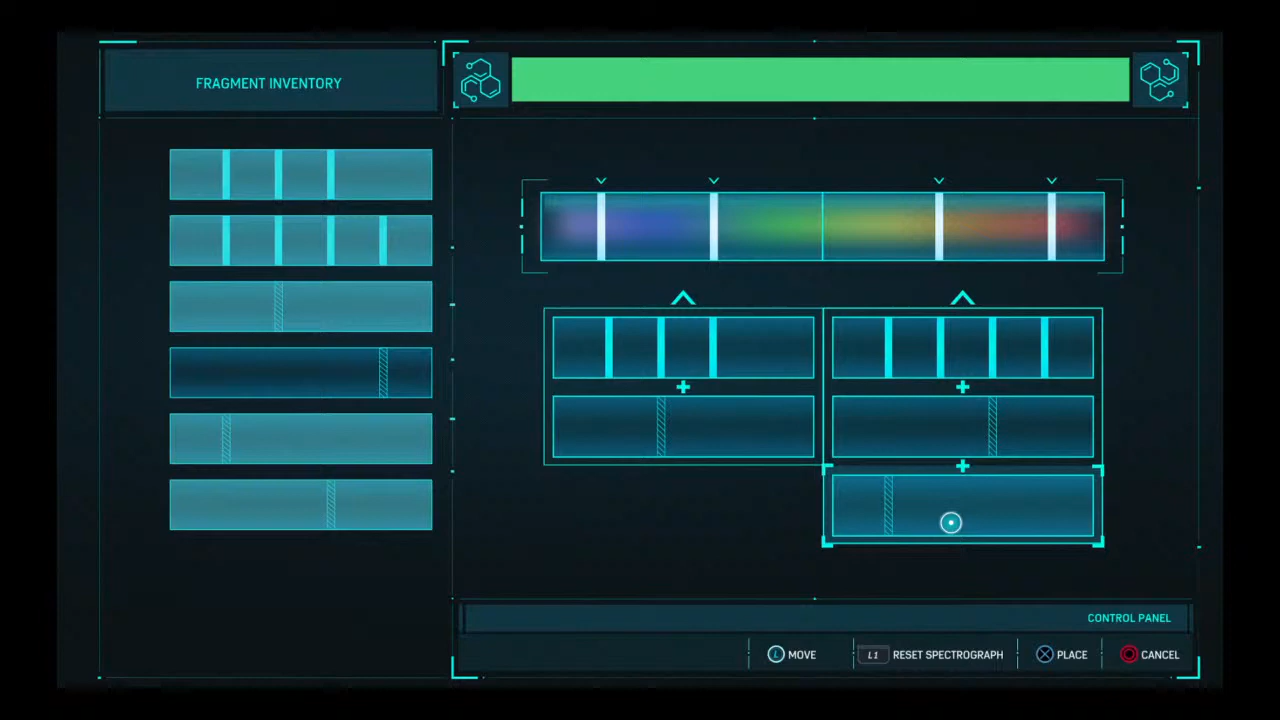 FRAGMENT INVENTORY
CONTROL PANEL
L MOVE
L1 RESET SPECTROGRAPH
PLACE
CANCEL